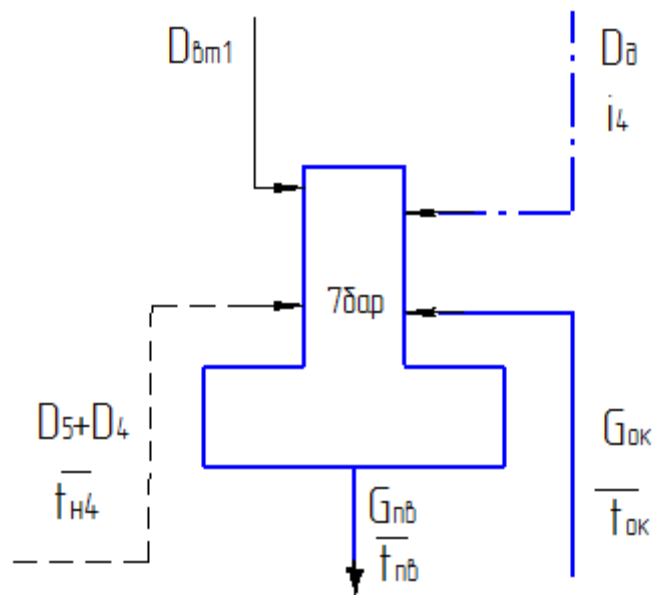 Dвт1
Dд
i4
7бар
D5+D4
tн4
Gок
tок
Gпв
tпв